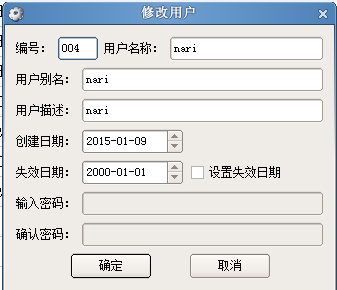 修改用户
编号： 004 用户名称： nari
用户别名： nari
用户描述： nari
创建日期： 2015-01-09
失效日期： 2000-01-01 设置失效日期
输入密码：
确认密码：
确定 取消